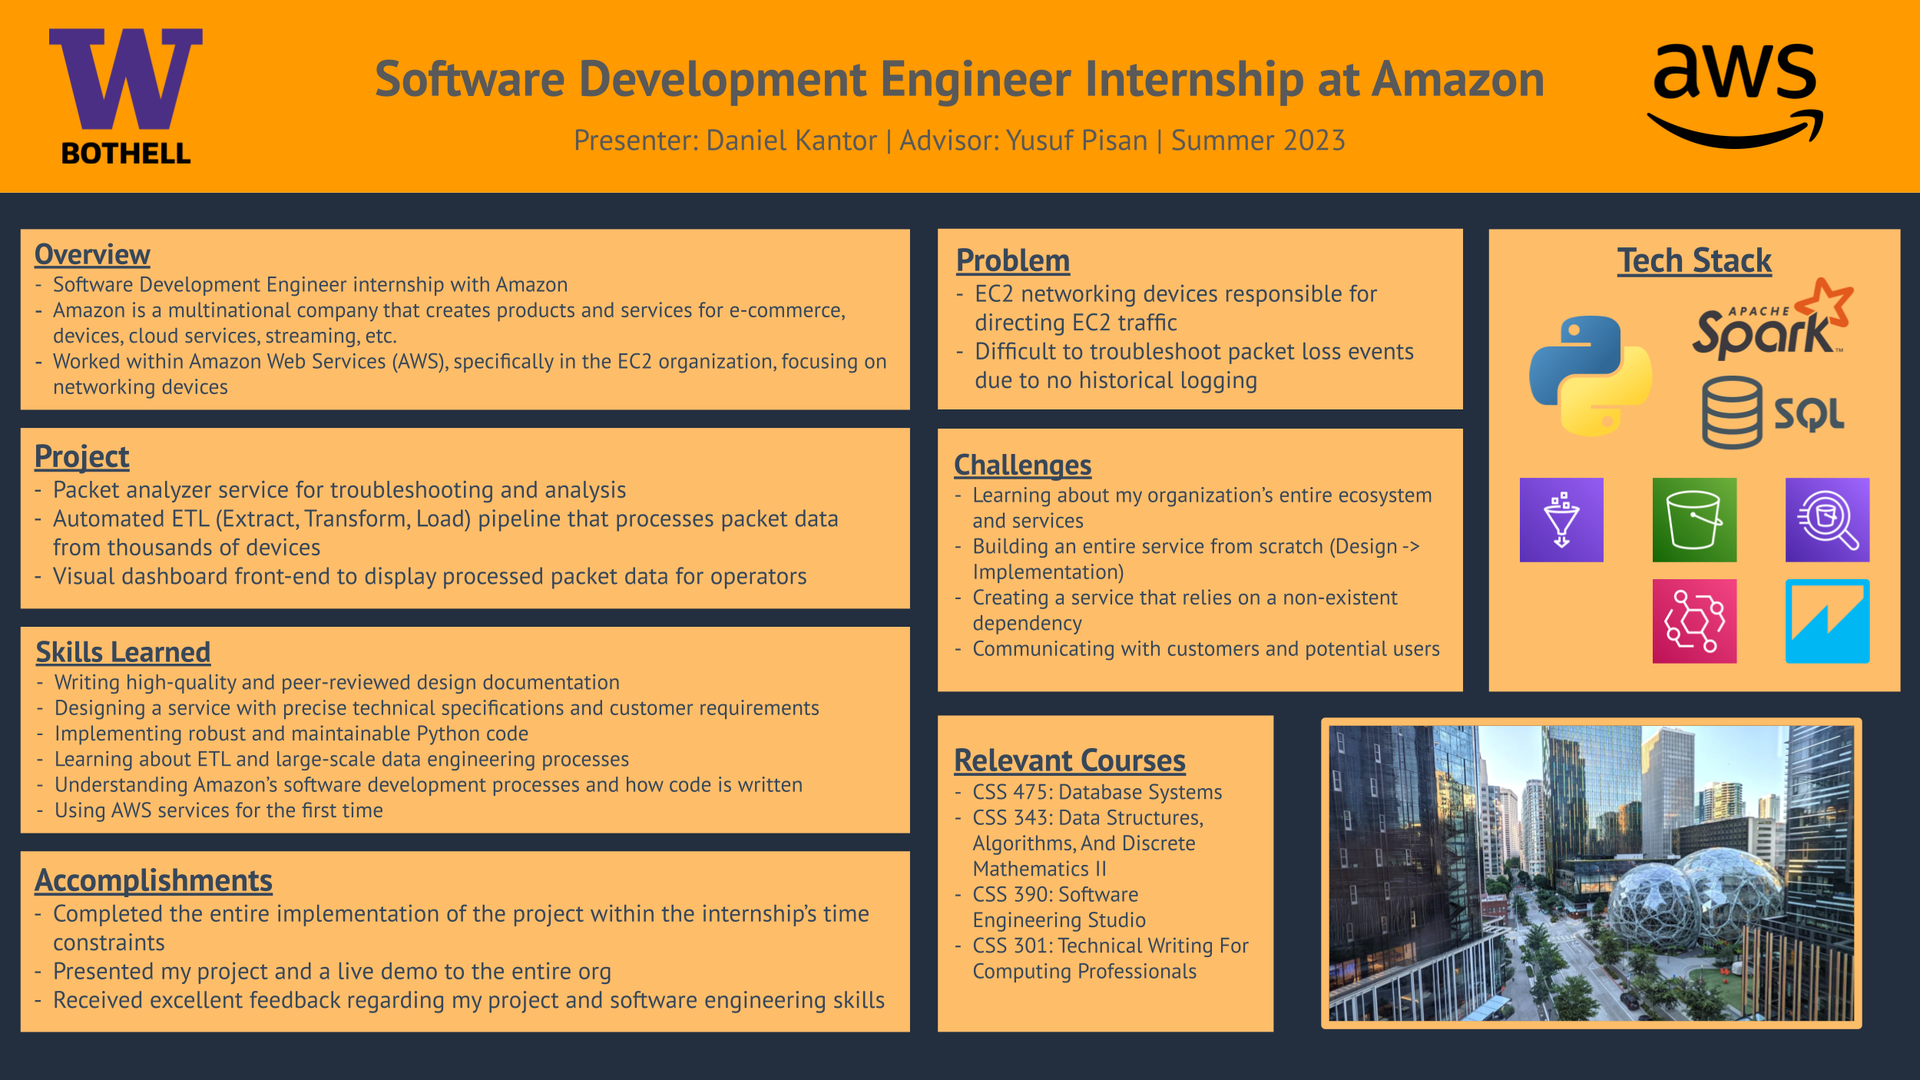 W
BOTHELL
Software Development Engineer Internship at Amazon
Presenter: Daniel Kantor | Advisor: Yusuf Pisan | Summer 2023
aws
Overview
- Software Development Engineer internship with Amazon
- Amazon is a multinational company that creates products and services for e-commerce,
devices, cloud services, streaming, etc.
- Worked within Amazon Web Services (AWS), specifically in the EC2 organization, focusing on
networking devices
Project
- Packet analyzer service for troubleshooting and analysis
- Automated ETL (Extract, Transform, Load) pipeline that processes packet data
from thousands of devices
- Visual dashboard front-end to display processed packet data for operators
Skills Learned
- Writing high-quality and peer-reviewed design documentation
- Designing a service with precise technical specifications and customer requirements
- Implementing robust and maintainable Python code
- Learning about ETL and large-scale data engineering processes
- Understanding Amazon's software development processes and how code is written
- Using AWS services for the first time
Accomplishments
- Completed the entire implementation of the project within the internship's time
constraints
- Presented my project and a live demo to the entire org
- Received excellent feedback regarding my project and software engineering skills
Problem
- EC2 networking devices responsible for
directing EC2 traffic
- Difficult to troubleshoot packet loss events
due to no historical logging
Challenges
- Learning about my organization's entire ecosystem
and services
- Building an entire service from scratch (Design ->
Implementation)
- Creating a service that relies on a non-existent
dependency
- Communicating with customers and potential users
Relevant Courses
- CSS 475: Database Systems
- CSS 343: Data Structures,
Algorithms, And Discrete
Mathematics II
- CSS 390: Software
Engineering Studio
- CSS 301: Technical Writing For
Computing Professionals
Tech Stack
APACHE
Spark™
SQL